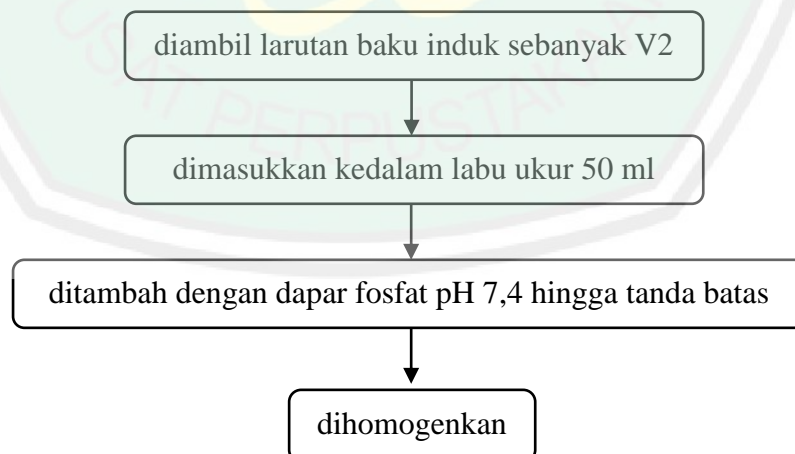 diambil larutan baku induk sebanyak V2
dimasukkan kedalam labu ukur 50 ml
ditambah dengan dapar fosfat pH 7,4 hingga tanda batas
dihomogenkan